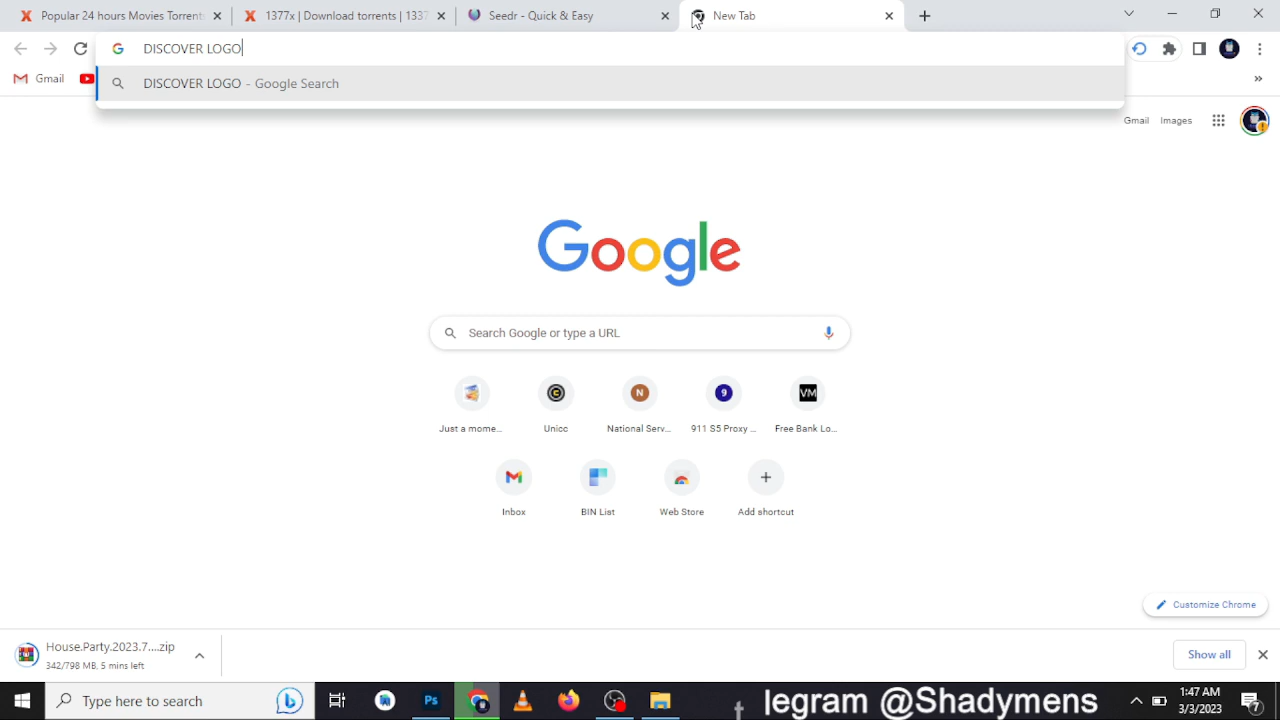 Popular 24 hours Movies Torrent
1377x | Download torrents | 133
Seedr - Quick & Easy
New Tab
DISCOVER LOGO
Gmail
DISCOVER LOGO - Google Search
Gmail
Images
Google
Search Google or type a URL
Just a mome...
Unicc
National Serv...
911 S5 Proxy ...
Free Bank Lo...
Inbox
BIN List
Web Store
Add shortcut
Customize Chrome
House.Party.2023.7....zip
342/798 MB, 5 mins left
Show all
Type here to search
legram @Shadymens
1:47 AM
3/3/2023